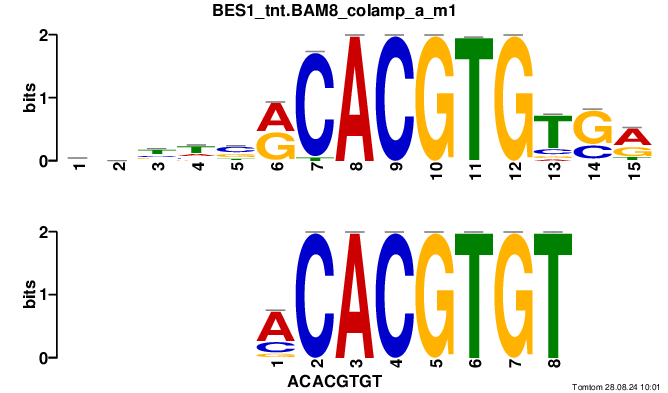 BES1_tnt.BAM8_colamp_a_m1
2
1
0
bits
1 2 3 4 5 6 7 8 9 10 11 12 13 14 15
A
G
C
T
A
C
G
T
G
T
C
A
G
C
A
G
T
2
1
0
bits
A
C
G
C
A
C
G
T
G
T
1 2 3 4 5 6 7 8
ACACGTGT
Tomtom 28.08.24 10:01